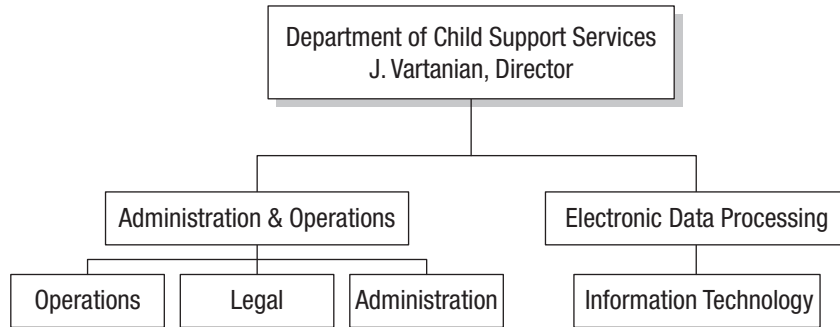 Department of Child Support Services
J. Vartanian, Director
Administration & Operations
Electronic Data Processing
Operations
Legal
Administration
Information Technology